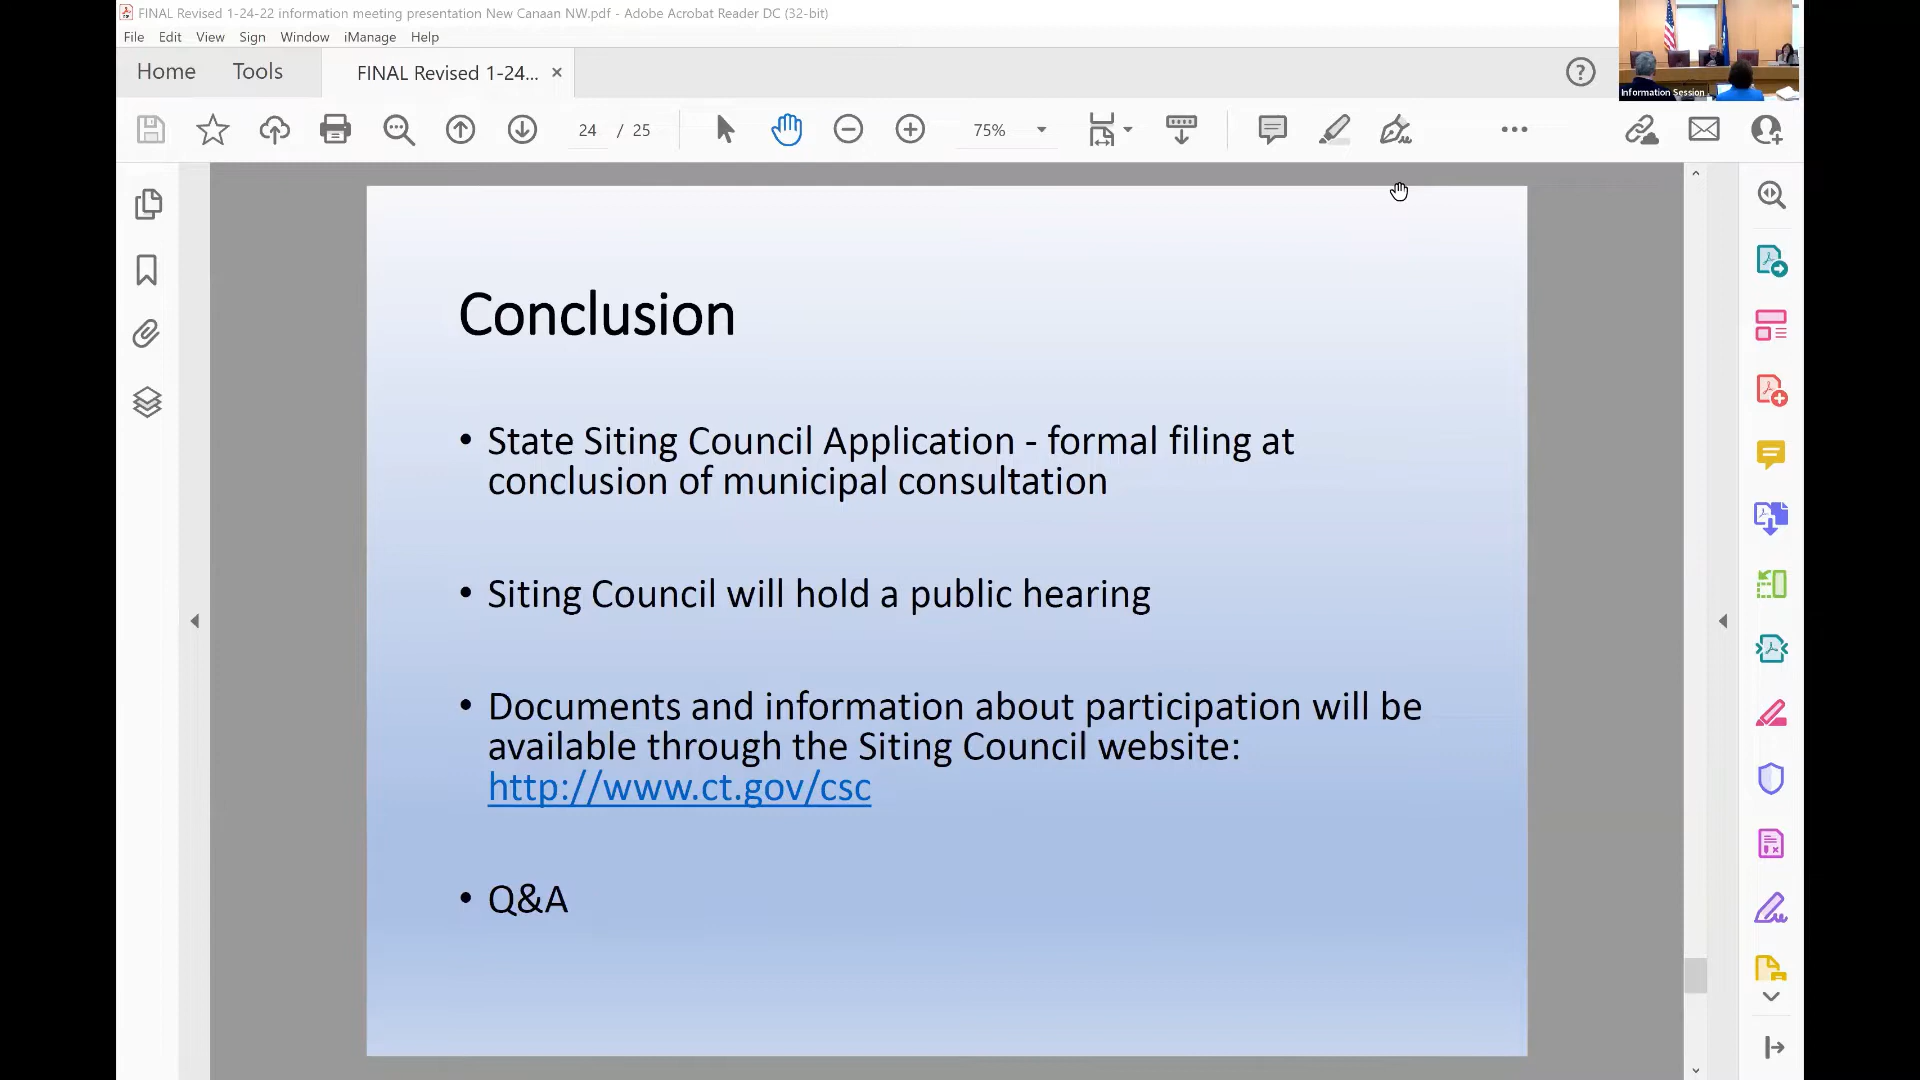 FINAL Revised 1-24-22 information meeting presentation New Canaan NW.pdf - Adobe Acrobat Reader DC (32-bit)
File Edit View Sign Window iManage Help
Home Tools FINAL Revised 1-24...
24 / 25 75%
Information Session
Conclusion
• State Siting Council Application - formal filing at
conclusion of municipal consultation
• Siting Council will hold a public hearing
• Documents and information about participation will be
available through the Siting Council website:
http://www.ct.gov/csc
• Q&A